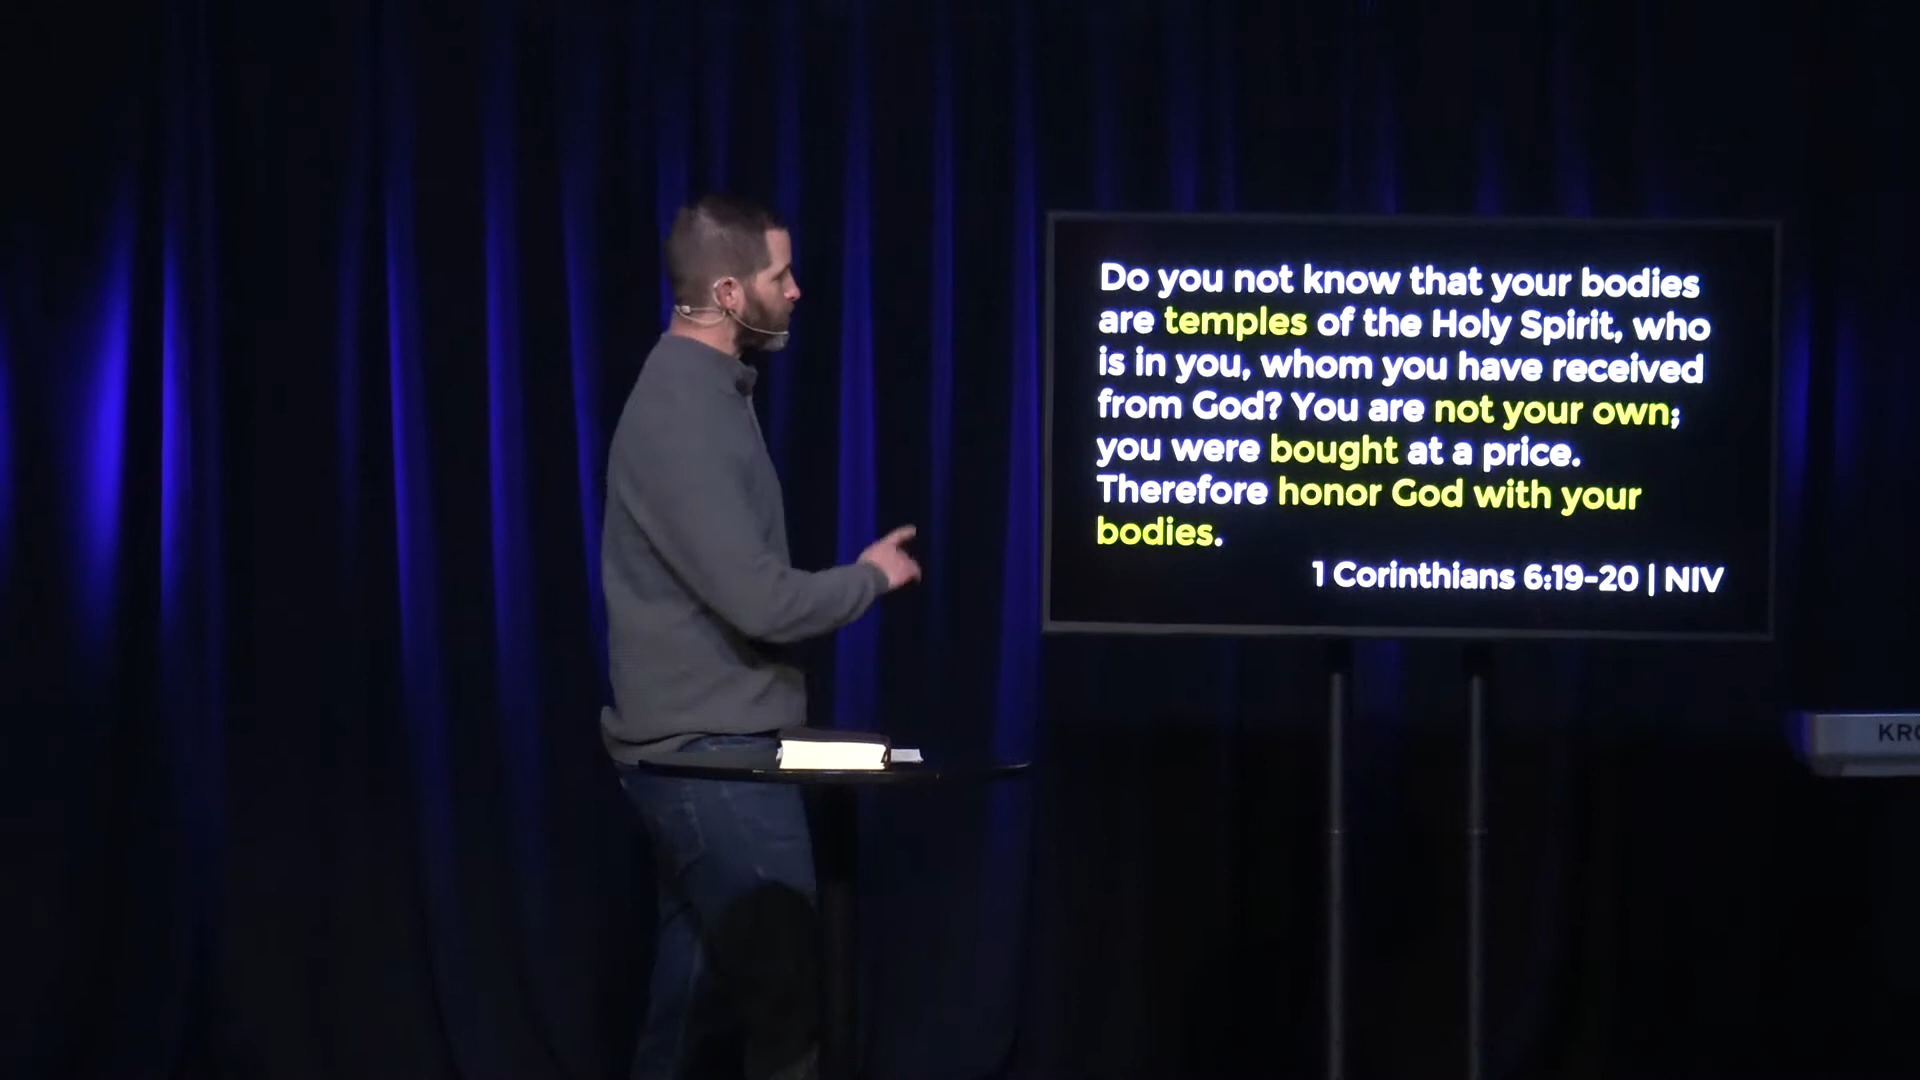 Do you not know that your bodies
are temples of the Holy Spirit, who
is in you, whom you have received
from God? You are not your own;
you were bought at a price.
Therefore honor God with your
bodies.
1 Corinthians 6:19-20 | NIV